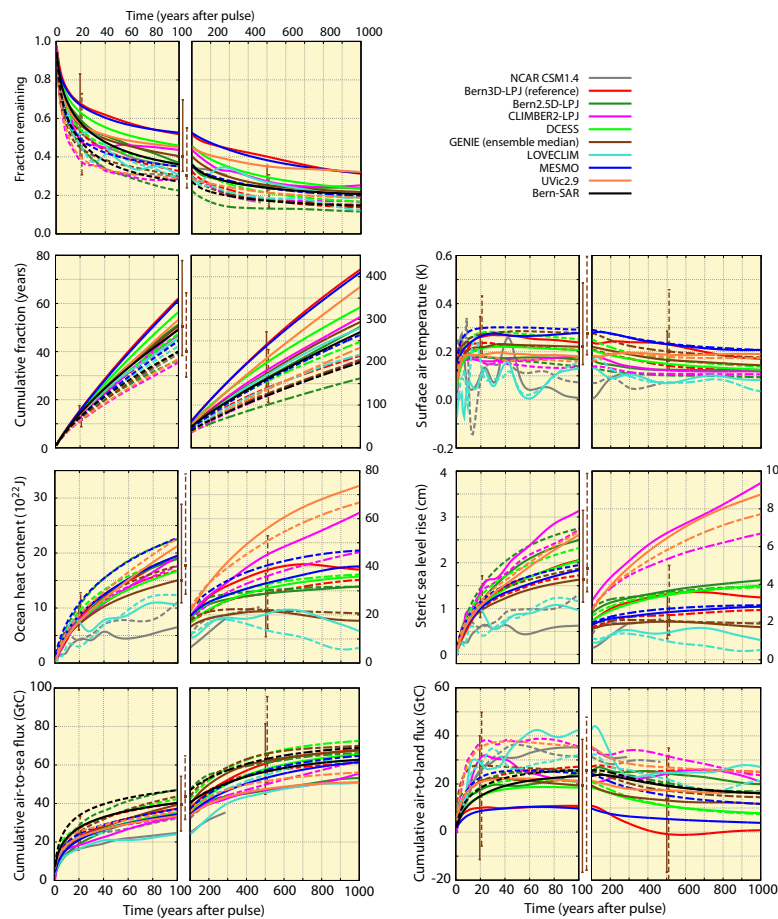 Time (years after pulse)
0 20 40 60 80 100 200 400 600 800 1000
Fraction remaining
1.0
0.8
0.6
0.4
0.2
0.0
NCAR CSM1.4
Bern3D-LPJ (reference)
Bern2.5D-LPJ
CLIMBER2-LPJ
DCESS
GENIE (ensemble median)
LOVECLIM
MESMO
UVic2.9
Bern-SAR
Cumulative fraction (years)
80
60
40
20
0
400
300
200
100
0
Surface air temperature (K)
0.6
0.4
0.2
0.0
-0.2
Ocean heat content (10²² J)
30
20
10
0
80
60
40
20
0
Steric sea level rise (cm)
5
4
3
2
1
0
10
8
6
4
2
0
Cumulative air-to-sea flux (GtC)
100
80
60
40
20
0
0 20 40 60 80 100 200 400 600 800 1000
Time (years after pulse)
Cumulative air-to-land flux (GtC)
60
40
20
0
-20
0 20 40 60 80 100 200 400 600 800 1000
Time (years after pulse)